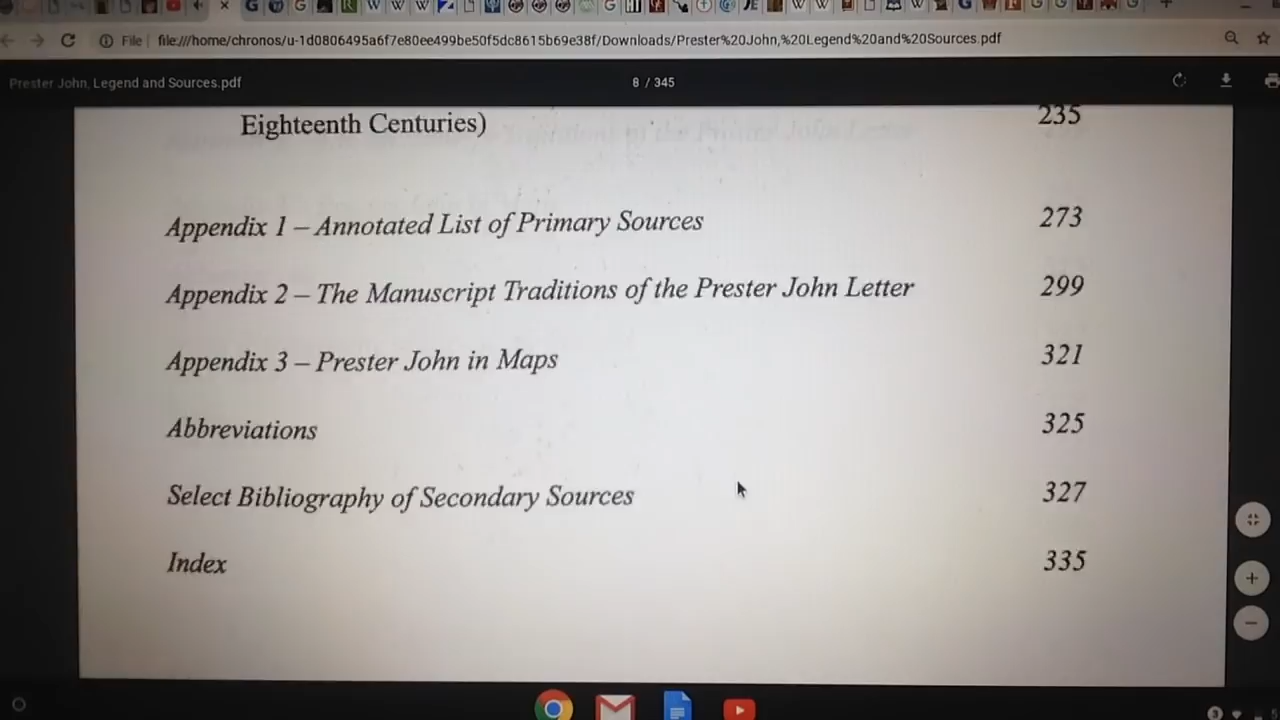 File
file:///home/chronos/u-1d0806495a6f7e80ee499be50f5dc8615b69e38f/Downloads/Prester%20John,%20Legend%20and%20Sources.pdf
Prester John, Legend and Sources.pdf 8 / 345
Eighteenth Centuries) 235
Appendix 1 – Annotated List of Primary Sources 273
Appendix 2 – The Manuscript Traditions of the Prester John Letter 299
Appendix 3 – Prester John in Maps 321
Abbreviations 325
Select Bibliography of Secondary Sources 327
Index 335